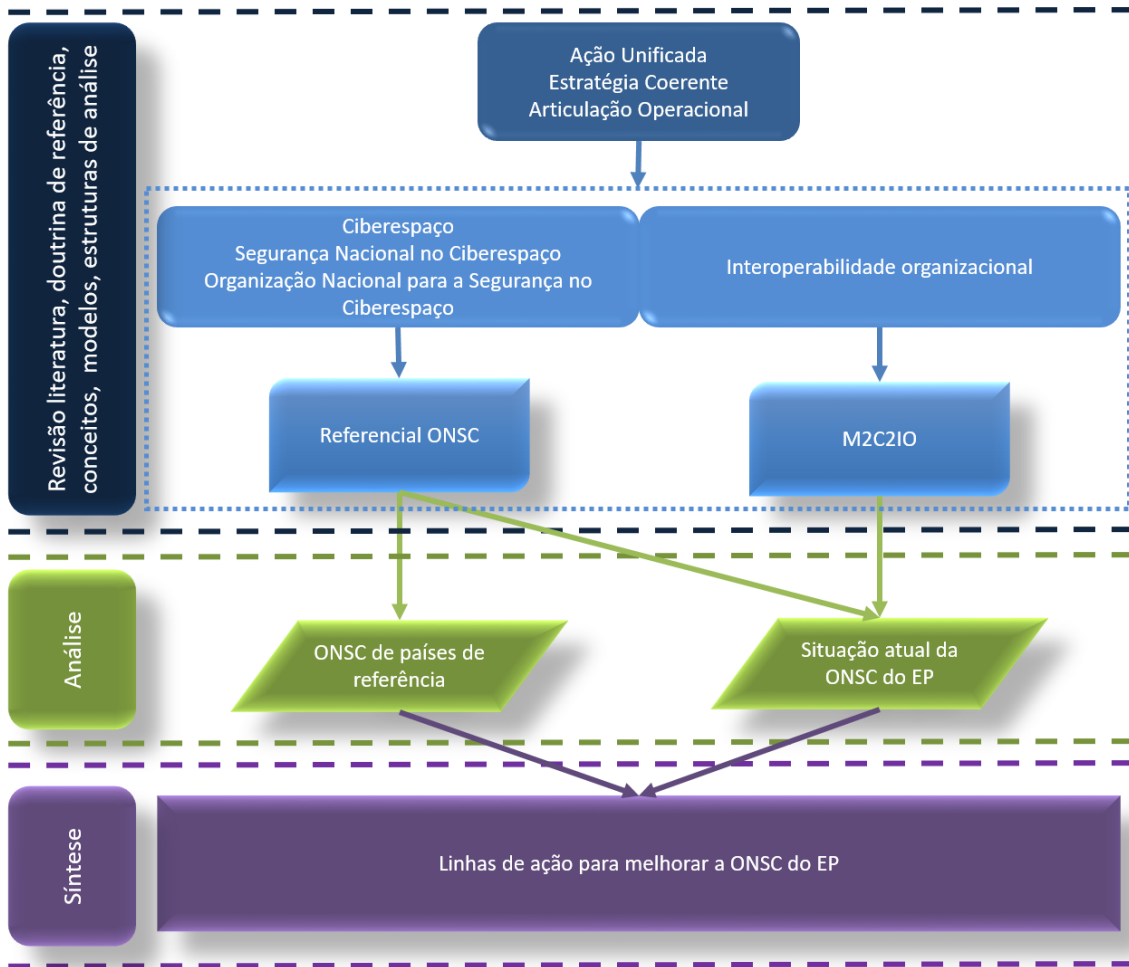 Revisão literatura, doutrina de referência,
conceitos, modelos, estruturas de análise
Ação Unificada
Estratégia Coerente
Articulação Operacional
Ciberespaço
Segurança Nacional no Ciberespaço
Organização Nacional para a Segurança no
Ciberespaço
Interoperabilidade organizacional
Referencial ONSC
M2C2IO
Análise
ONSC de países de
referência
Situação atual da
ONSC do EP
Síntese
Linhas de ação para melhorar a ONSC do EP